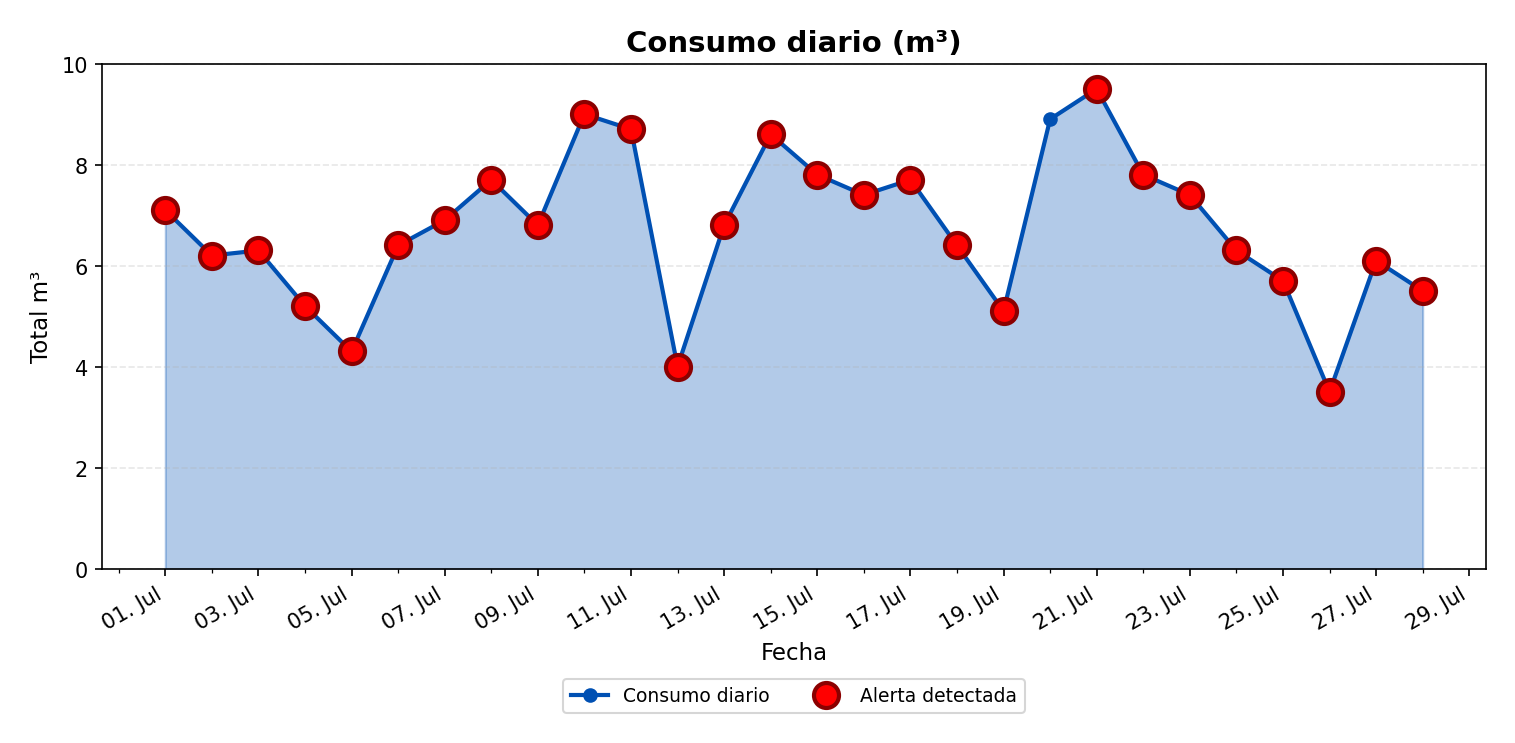 Consumo diario (m³)
Total m³
10
8
6
4
2
0
01. Jul
03. Jul
05. Jul
07. Jul
09. Jul
11. Jul
13. Jul
15. Jul
17. Jul
19. Jul
21. Jul
23. Jul
25. Jul
27. Jul
29. Jul
Fecha
Consumo diario
Alerta detectada